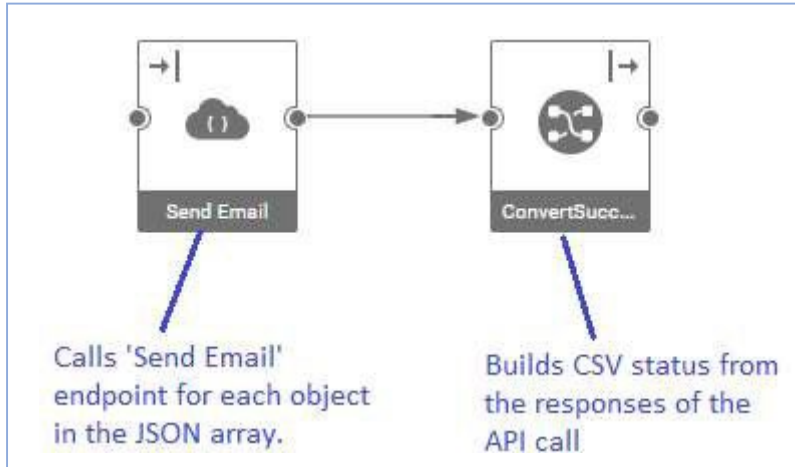 Send Email
ConvertSucc...
Calls 'Send Email'
endpoint for each object
in the JSON array.
Builds CSV status from
the responses of the
API call